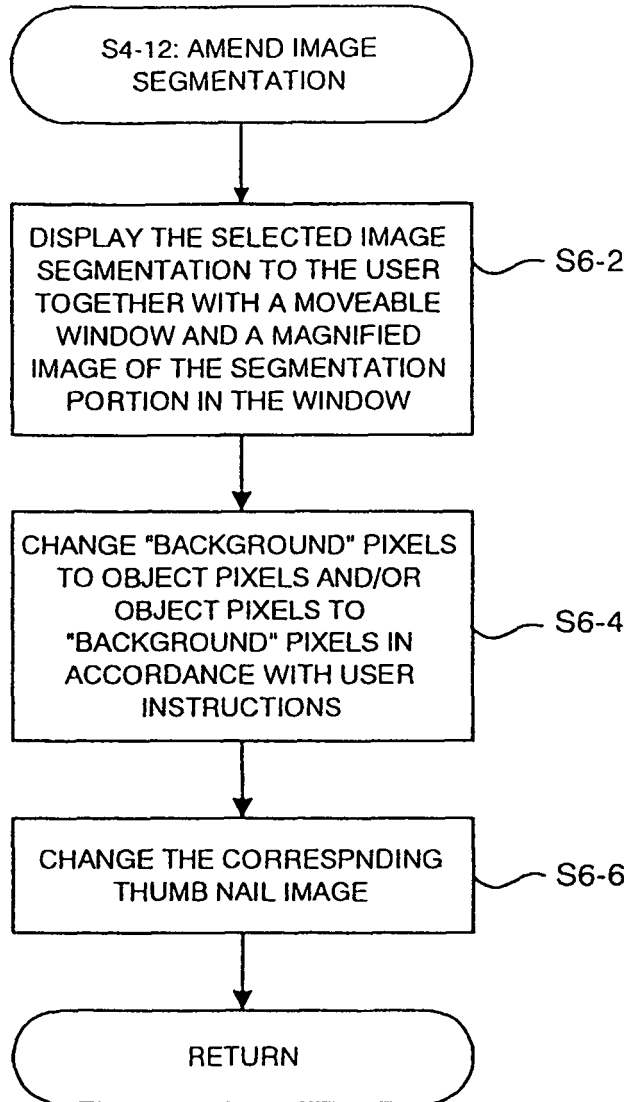 S4-12: AMEND IMAGE
SEGMENTATION
DISPLAY THE SELECTED IMAGE
SEGMENTATION TO THE USER
TOGETHER WITH A MOVEABLE
WINDOW AND A MAGNIFIED
IMAGE OF THE SEGMENTATION
PORTION IN THE WINDOW
S6-2
CHANGE "BACKGROUND" PIXELS
TO OBJECT PIXELS AND/OR
OBJECT PIXELS TO
"BACKGROUND" PIXELS IN
ACCORDANCE WITH USER
INSTRUCTIONS
S6-4
CHANGE THE CORRESPNDING
THUMB NAIL IMAGE
S6-6
RETURN